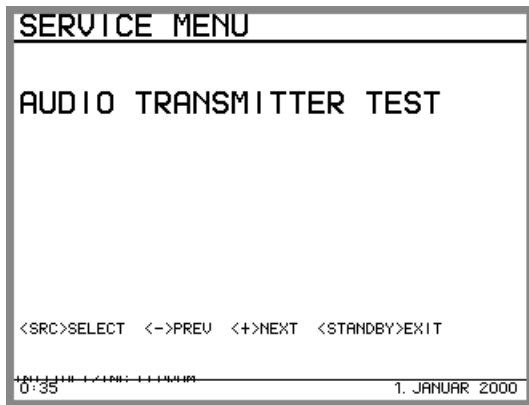 SERVICE MENU
AUDIO TRANSMITTER TEST
<SRC>SELECT <->PREV <+>NEXT <STANDBY>EXIT
0:35 1. JANUAR 2000